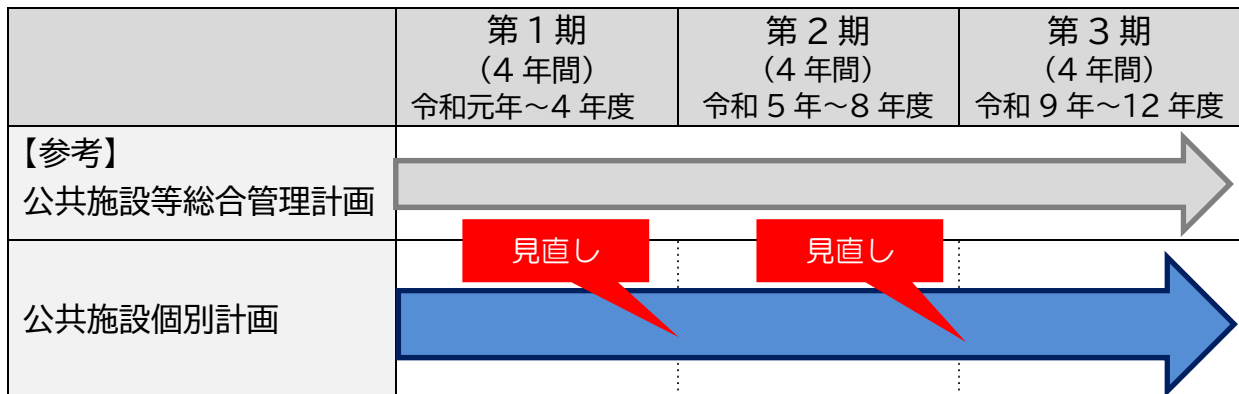 第1期
(4年間)
令和元年~4年度
第2期
(4年間)
令和5年~8年度
第3期
(4年間)
令和9年~12年度
【参考】
公共施設等総合管理計画
見直し
見直し
公共施設個別計画